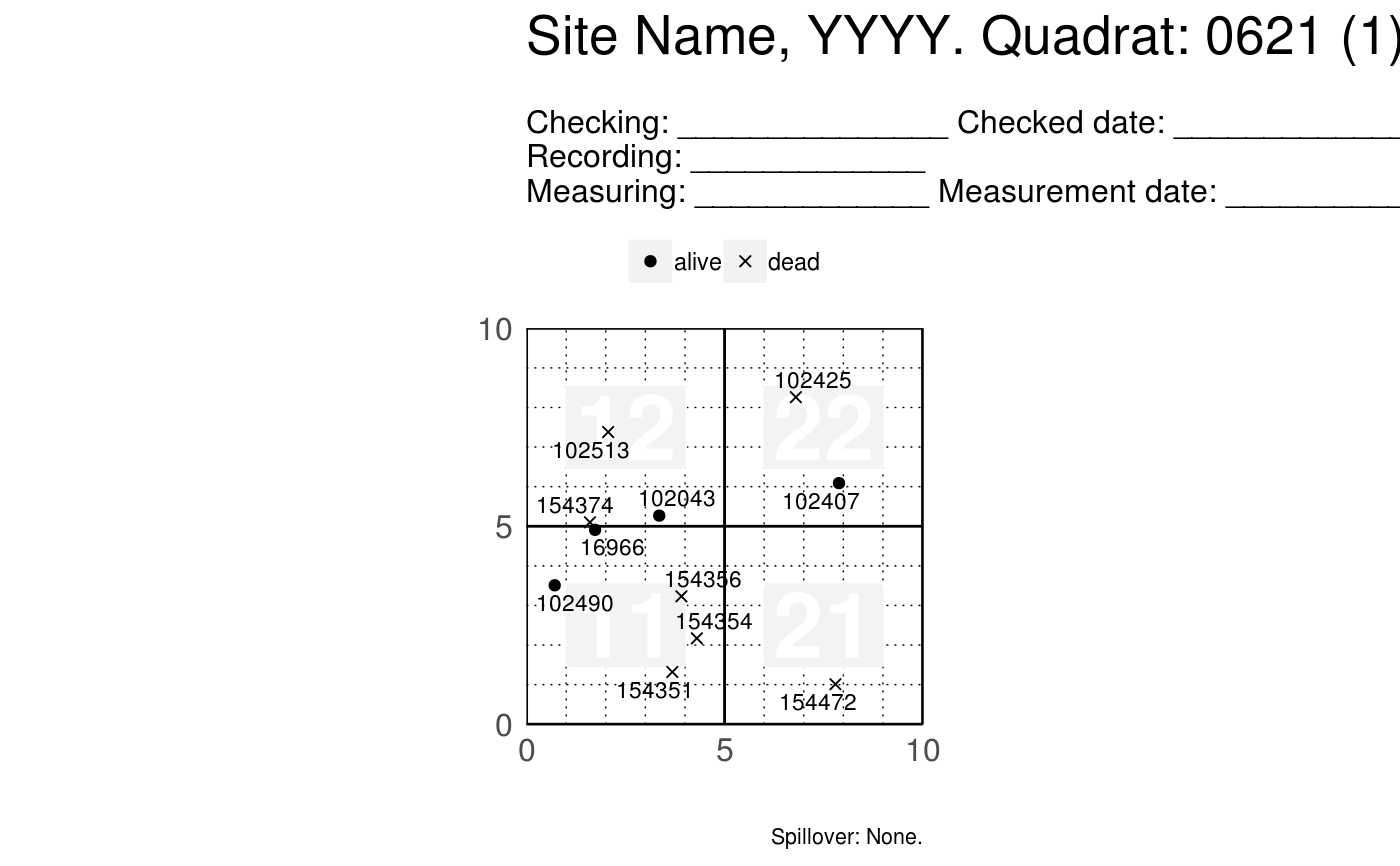 Site Name, YYYY. Quadrat: 0621 (1)
Checking: _______________ Checked date: _____________
Recording: _____________
Measuring: _____________ Measurement date: __________
alive dead
10
102425
12 22
102513
102407
154374 102043
5
16966
154356
102490
11 21
154354
154351
154472
0
0 5 10
Spillover: None.